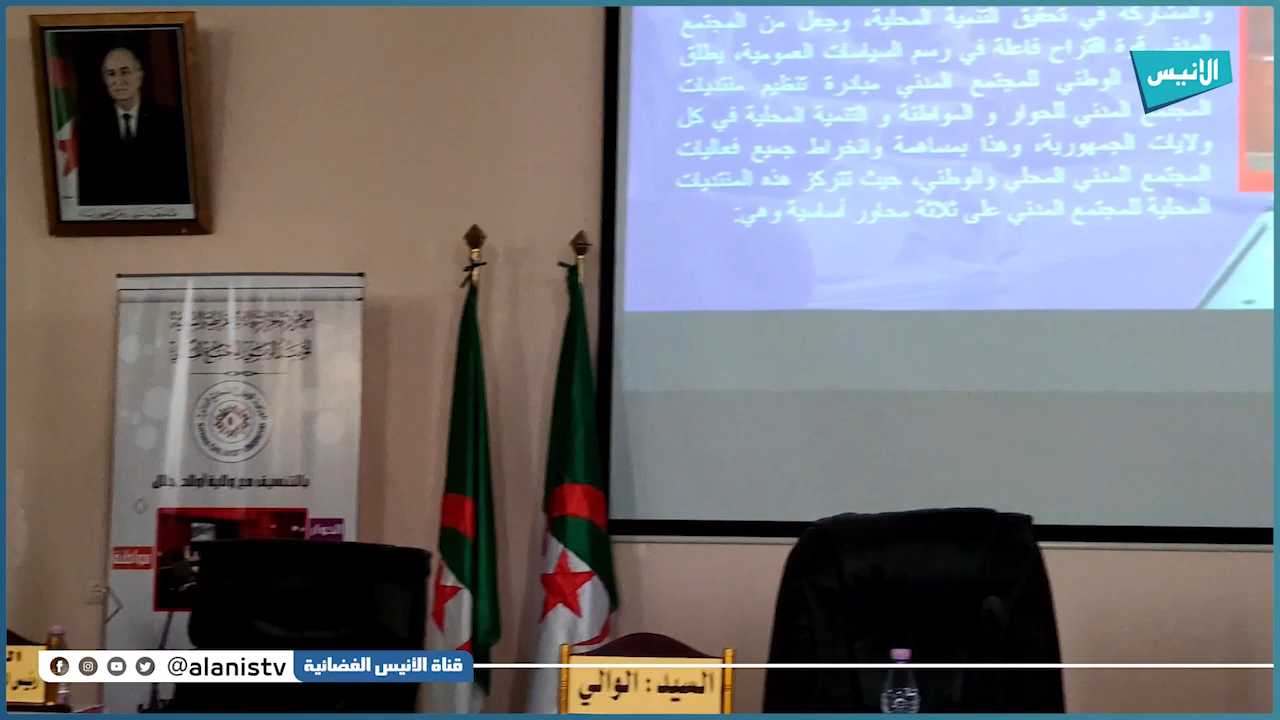 والمشاركة في تحقيق التنمية المحلية، وجعل من المجتمع
المدني قوة اقتراح فاعلة في رسم السياسات العمومية، يطلق
الوطني للمجتمع المدني مبادرة تنظيم منتديات
المجتمع المدني للحوار و المواطنة و التنمية المحلية في كل
ولايات الجمهورية، وهذا بمساهمة وانخراط جميع فعاليات
المجتمع المدني المحلي والوطني، حيث تتركز هذه المنتديات
المحلية للمجتمع المدني على ثلاثة محاور أساسية وهي:
الأنيس
بالتنسيق مع ولاية أولاد جلال
الحوار
مواطنة
السيد: الوالي
@alanistv
قناة الأنيس الفضائية